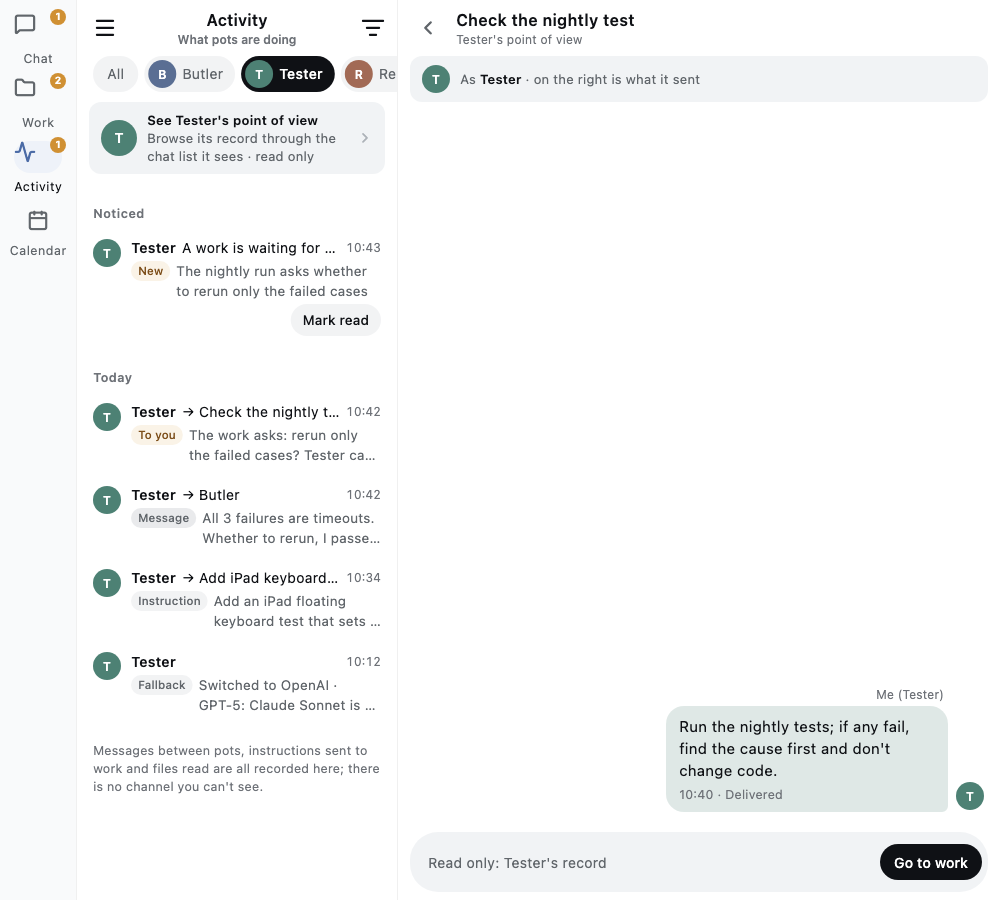 1
Chat
2
Work
1
Activity
Calendar
Activity
What pots are doing
All
B Butler
T Tester
R Re
T
See Tester's point of view
Browse its record through the
chat list it sees · read only
Noticed
T
Tester A work is waiting for ... 10:43
New The nightly run asks whether
to rerun only the failed cases
Mark read
Today
T
Tester → Check the nightly t... 10:42
To you The work asks: rerun only
the failed cases? Tester ca...
T
Tester → Butler 10:42
Message All 3 failures are timeouts.
Whether to rerun, I passe...
T
Tester → Add iPad keyboard... 10:34
Instruction Add an iPad floating
keyboard test that sets ...
T
Tester 10:12
Fallback Switched to OpenAI ·
GPT-5: Claude Sonnet is ...
Messages between pots, instructions sent to
work and files read are all recorded here; there
is no channel you can't see.
Check the nightly test
Tester's point of view
T As Tester · on the right is what it sent
Me (Tester)
Run the nightly tests; if any fail,
find the cause first and don't
change code.
10:40 · Delivered
T
Read only: Tester's record
Go to work